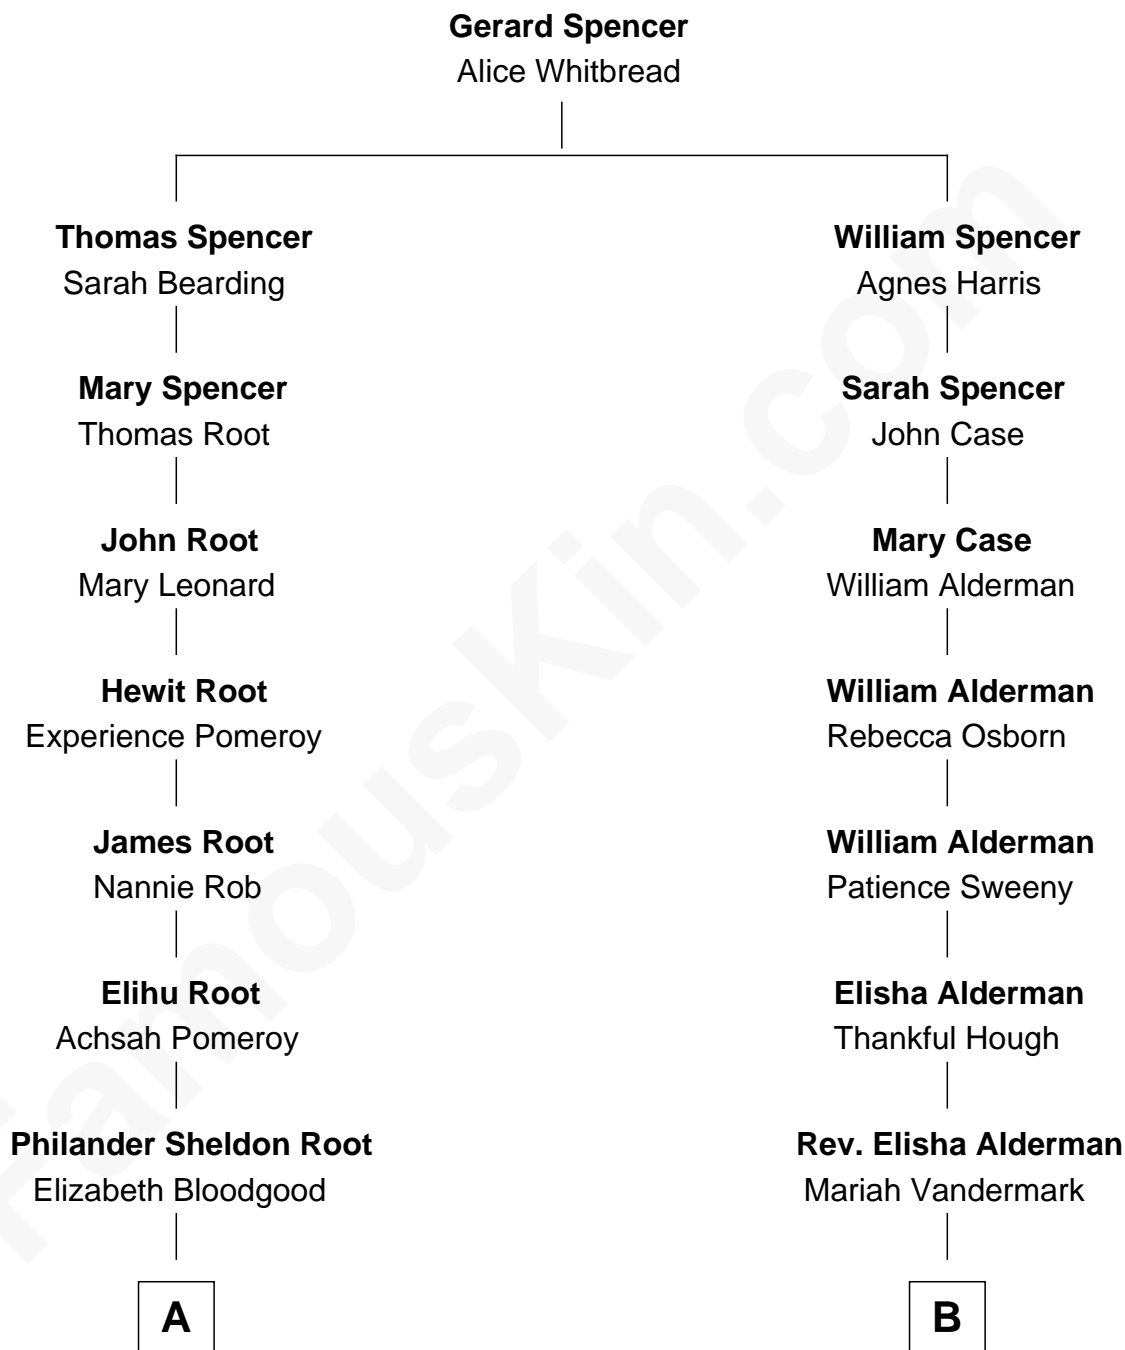 Gerard Spencer
Alice Whitbread
Thomas Spencer
Sarah Bearding
William Spencer
Agnes Harris
Mary Spencer
Thomas Root
Sarah Spencer
John Case
John Root
Mary Leonard
Mary Case
William Alderman
Hewit Root
Experience Pomeroy
William Alderman
Rebecca Osborn
James Root
Nannie Rob
William Alderman
Patience Sweeny
Elihu Root
Achsah Pomeroy
Elisha Alderman
Thankful Hough
Philander Sheldon Root
Elizabeth Bloodgood
Rev. Elisha Alderman
Mariah Vandermark
A
B
FamousKin.com